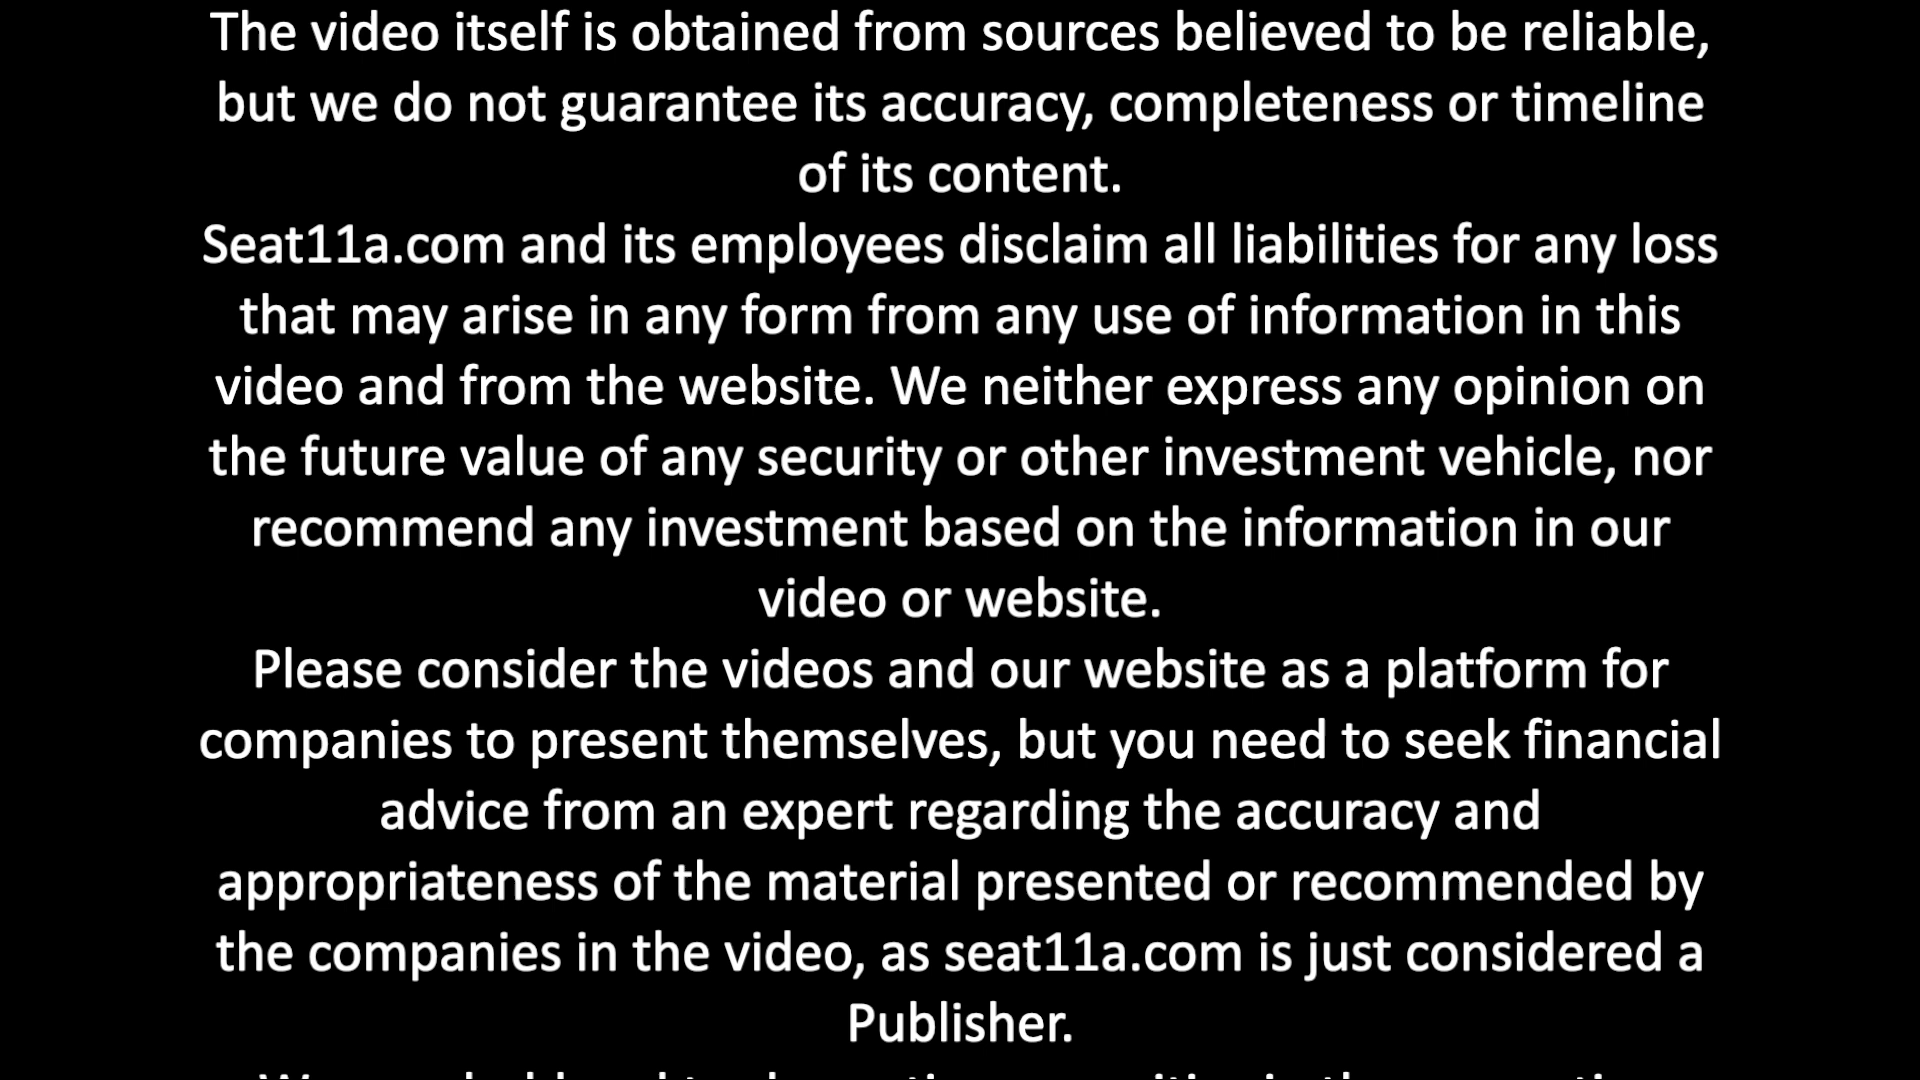 The video itself is obtained from sources believed to be reliable,
but we do not guarantee its accuracy, completeness or timeline
of its content.
Seat11a.com and its employees disclaim all liabilities for any loss
that may arise in any form from any use of information in this
video and from the website. We neither express any opinion on
the future value of any security or other investment vehicle, nor
recommend any investment based on the information in our
video or website.
Please consider the videos and our website as a platform for
companies to present themselves, but you need to seek financial
advice from an expert regarding the accuracy and
appropriateness of the material presented or recommended by
the companies in the video, as seat11a.com is just considered a
Publisher.